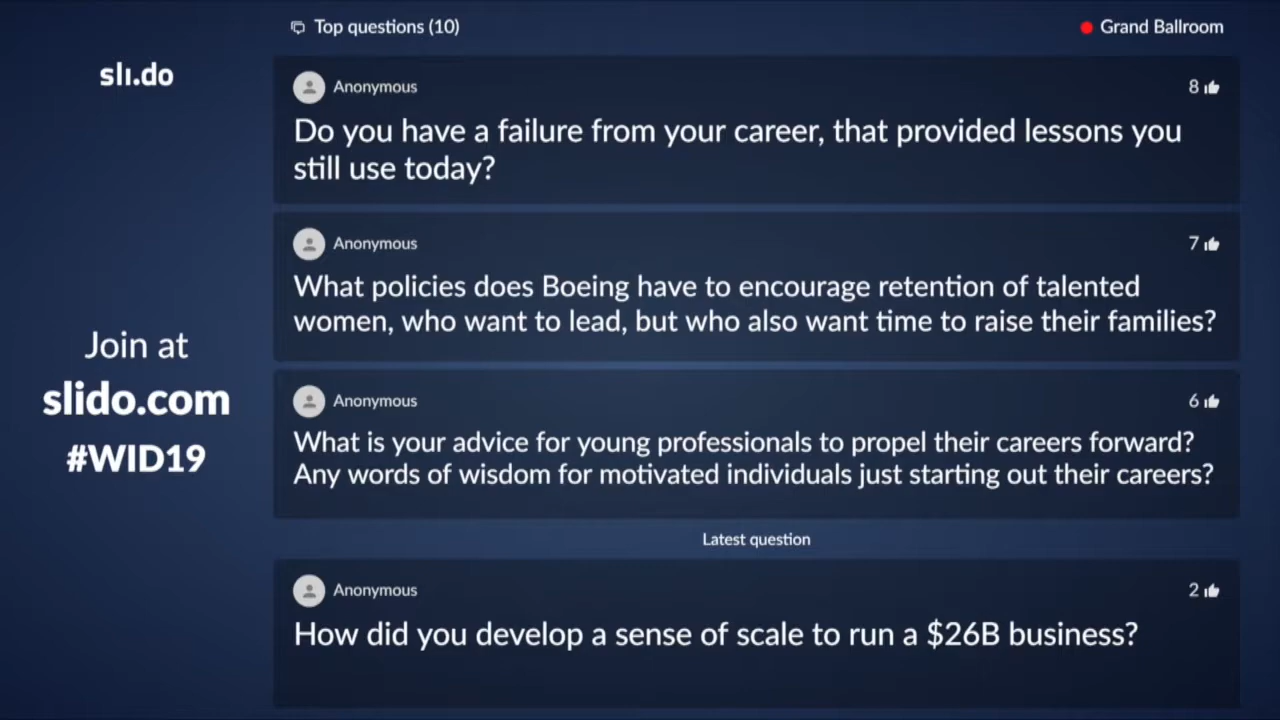 Top questions (10)
Grand Ballroom
sli.do
Anonymous
8
Do you have a failure from your career, that provided lessons you
still use today?
Anonymous
7
What policies does Boeing have to encourage retention of talented
women, who want to lead, but who also want time to raise their families?
Join at
slido.com
#WID19
Anonymous
6
What is your advice for young professionals to propel their careers forward?
Any words of wisdom for motivated individuals just starting out their careers?
Latest question
Anonymous
2
How did you develop a sense of scale to run a $26B business?